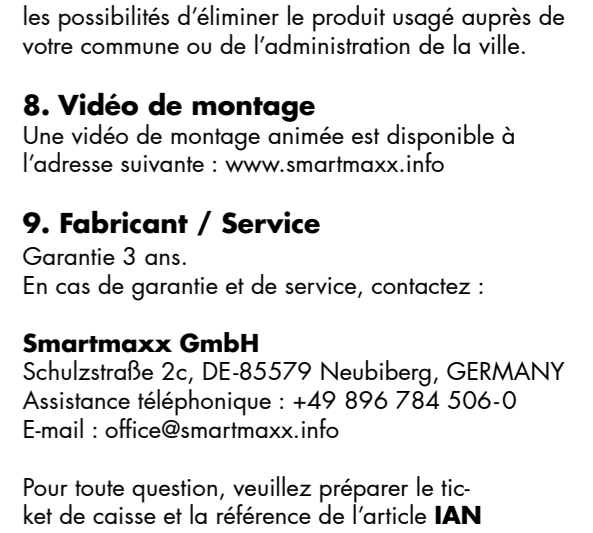 les possibilités d’éliminer le produit usagé auprès de
votre commune ou de l’administration de la ville.
8. Vidéo de montage
Une vidéo de montage animée est disponible à
l’adresse suivante : www.smartmaxx.info
9. Fabricant / Service
Garantie 3 ans.
En cas de garantie et de service, contactez :
Smartmaxx GmbH
Schulzstraße 2c, DE-85579 Neubiberg, GERMANY
Assistance téléphonique : +49 896 784 506-0
E-mail : office@smartmaxx.info
Pour toute question, veuillez préparer le tic-
ket de caisse et la référence de l’article IAN